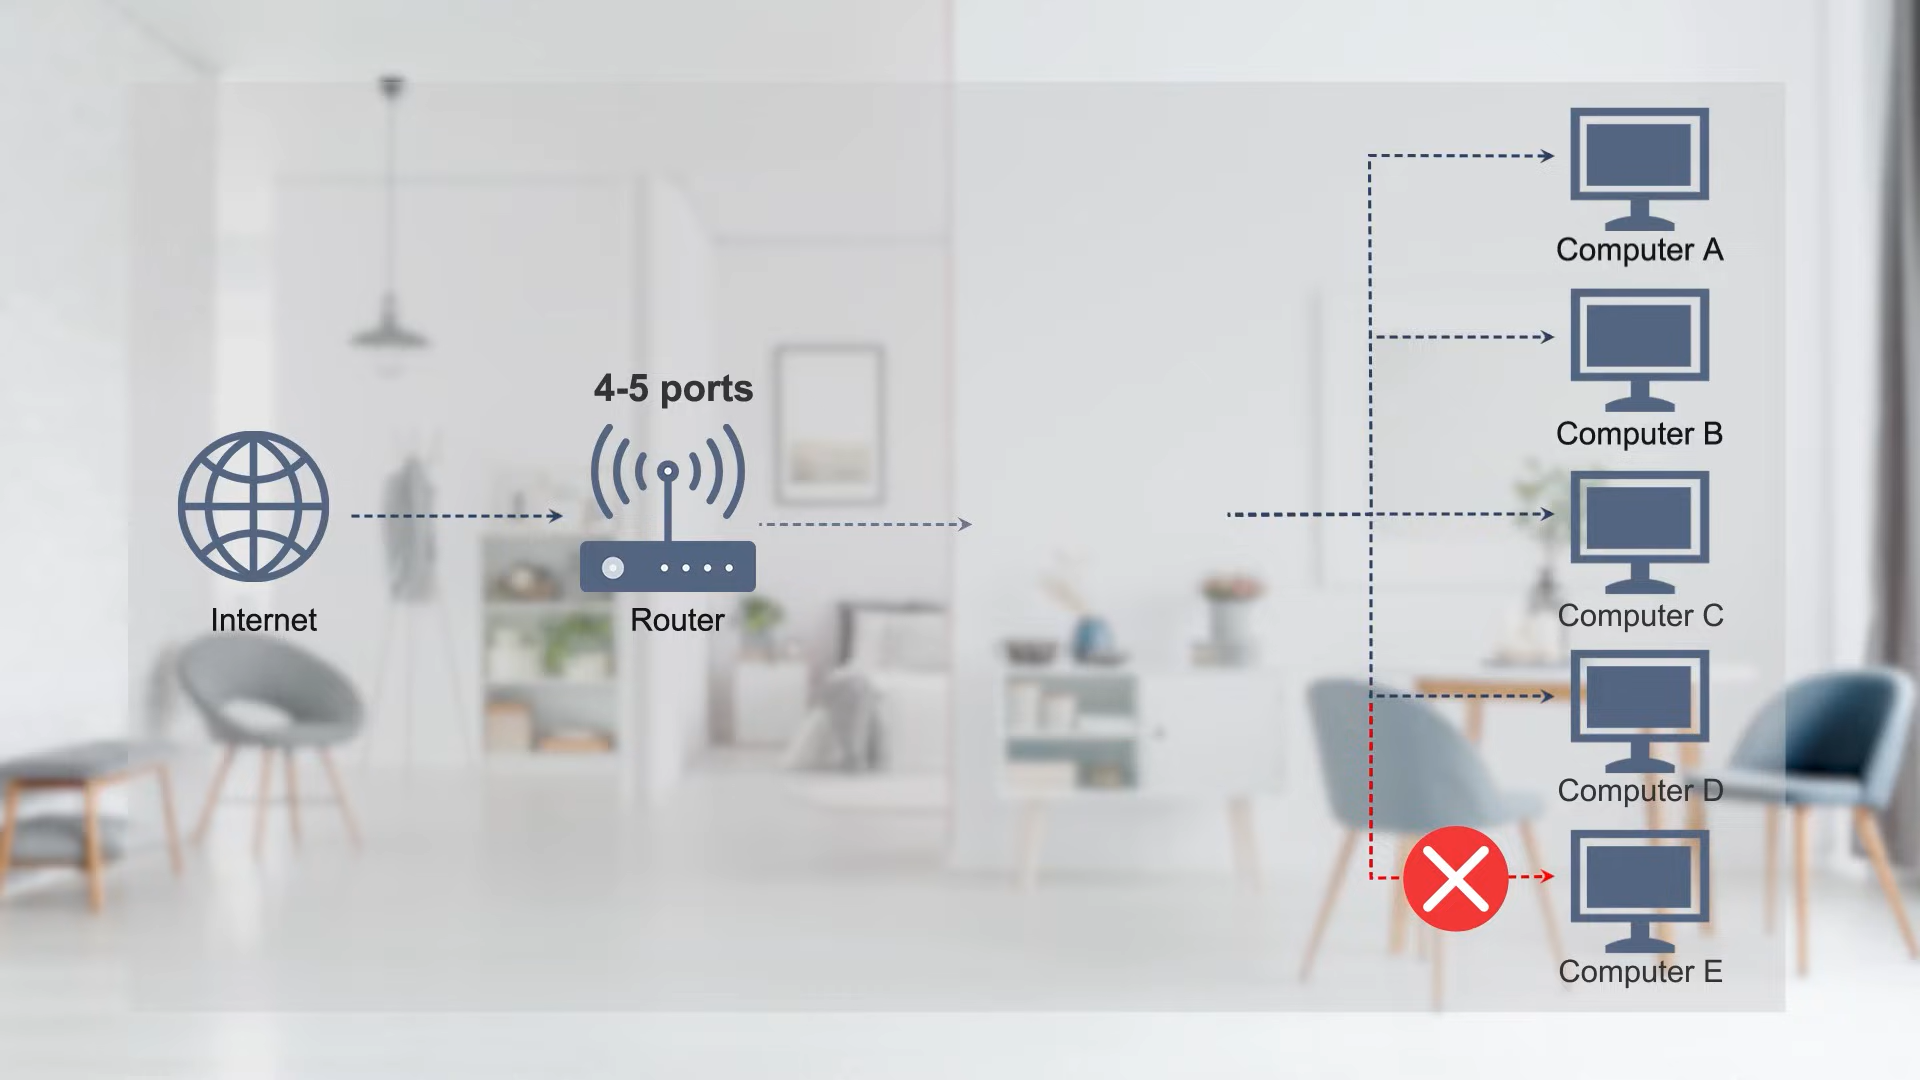 4-5 ports
Internet
Router
Computer A
Computer B
Computer C
Computer D
Computer E